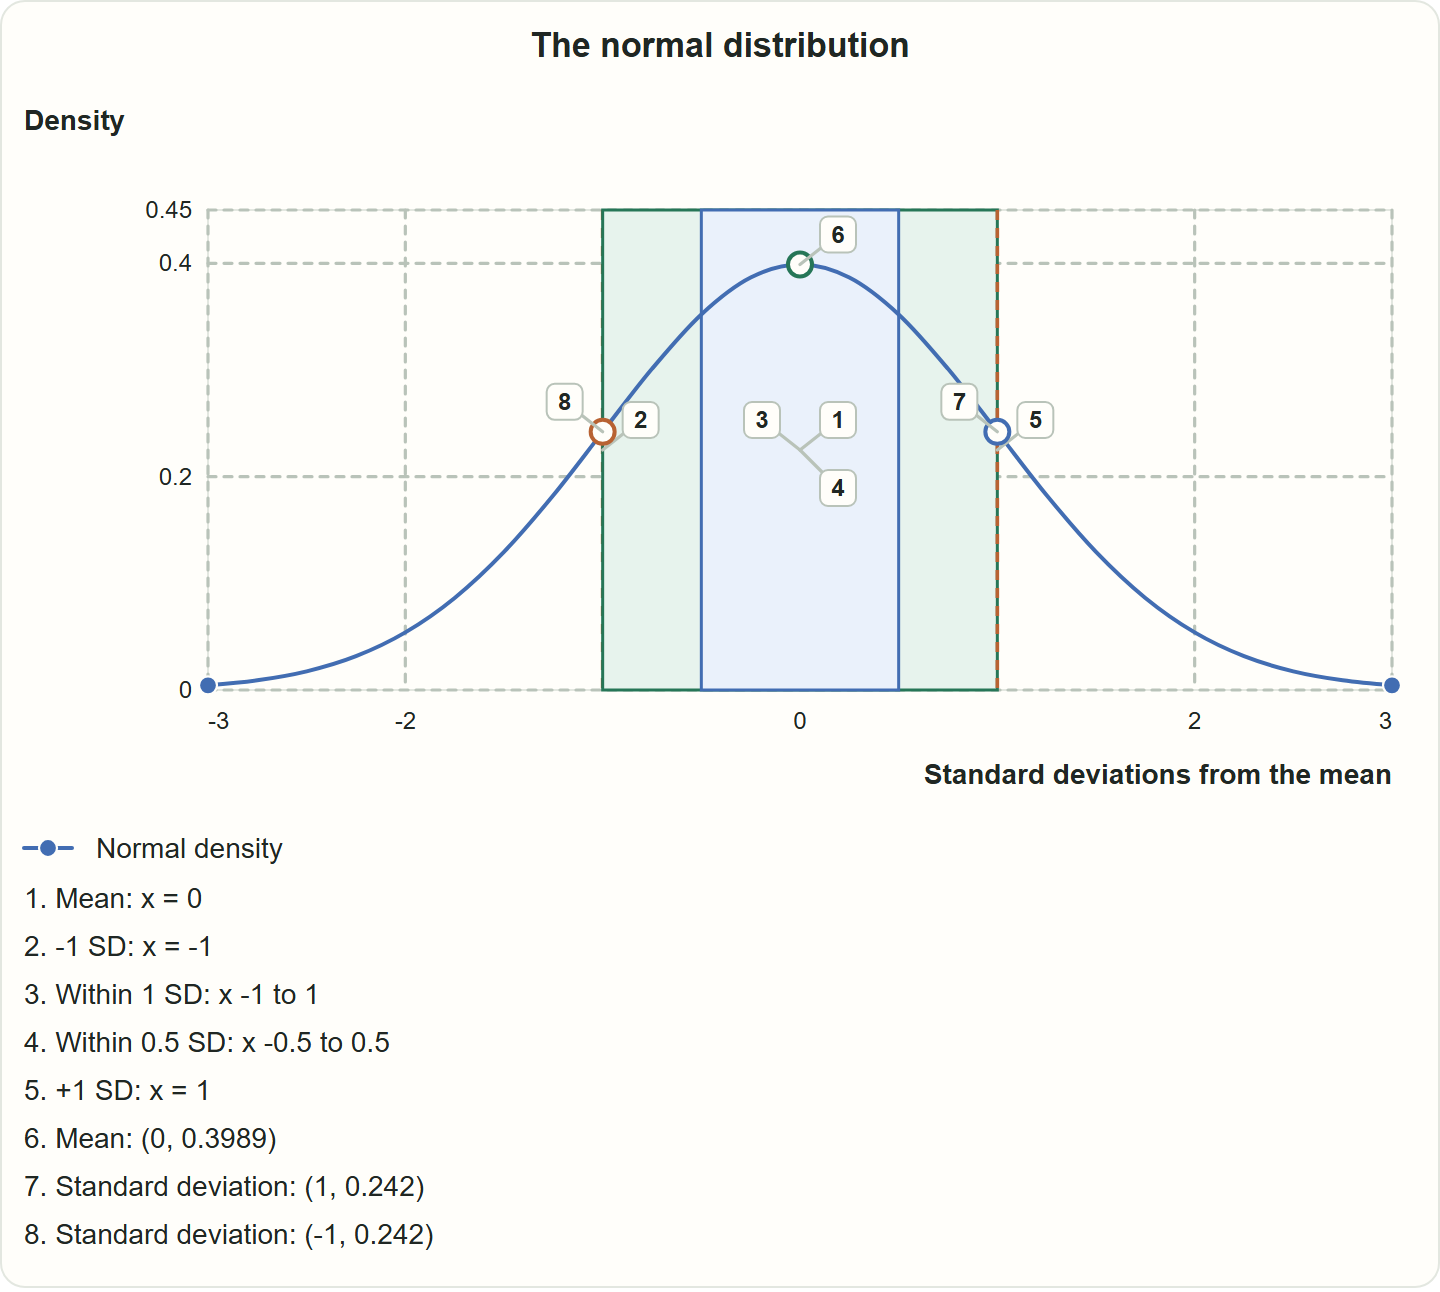 The normal distribution
Density
0.45
0.4
0.2
0
6
8
2
3
1
4
7
5
-3
-2
0
2
3
Standard deviations from the mean
Normal density
1. Mean: x = 0
2. -1 SD: x = -1
3. Within 1 SD: x -1 to 1
4. Within 0.5 SD: x -0.5 to 0.5
5. +1 SD: x = 1
6. Mean: (0, 0.3989)
7. Standard deviation: (1, 0.242)
8. Standard deviation: (-1, 0.242)